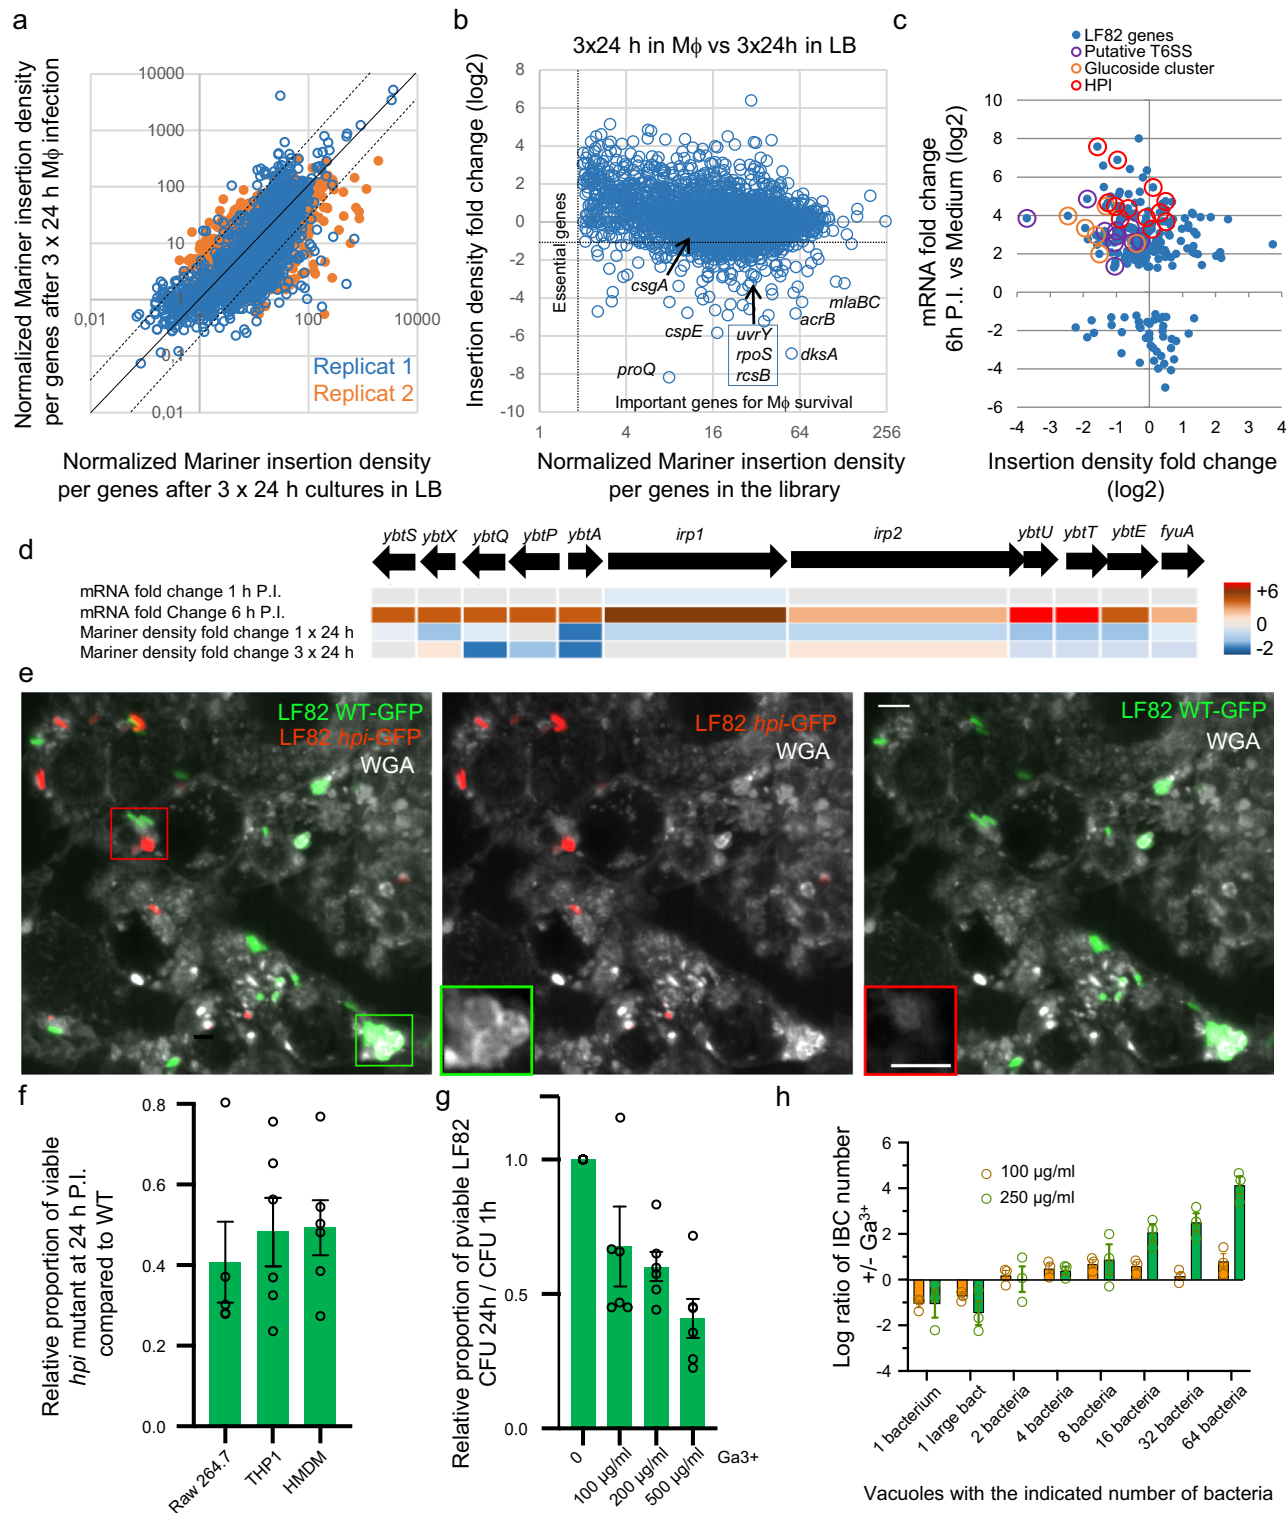 a
Normalized Mariner insertion density
per genes after 3 x 24 h Mϕ infection
10000
1000
100
10
1
0,1
0,01
0,01
1
100
10000
Replicat 1
Replicat 2
Normalized Mariner insertion density
per genes after 3 x 24 h cultures in LB
b
3x24 h in Mϕ vs 3x24h in LB
Insertion density fold change (log2)
8
6
4
2
0
-2
-4
-6
-8
-10
Essential genes
csgA
cspE
proQ
uvrY
rpoS
rcsB
mlaBC
acrB
dksA
Important genes for Mϕ survival
1
4
16
64
256
Normalized Mariner insertion density
per genes in the library
c
LF82 genes
Putative T6SS
Glucoside cluster
HPI
mRNA fold change
6h P.I. vs Medium (log2)
10
8
6
4
2
0
-2
-4
-6
-4 -3 -2 -1 0 1 2 3 4
Insertion density fold change
(log2)
d
ybtS ybtX ybtQ ybtP ybtA irp1 irp2 ybtU ybtT ybtE fyuA
mRNA fold change 1 h P.I.
mRNA fold Change 6 h P.I.
Mariner density fold change 1 x 24 h
Mariner density fold change 3 x 24 h
+6
0
-2
e
LF82 WT-GFP
LF82 hpi-GFP
WGA
LF82 hpi-GFP
WGA
LF82 WT-GFP
WGA
f
Relative proportion of viable
hpi mutant at 24 h P.I.
compared to WT
0.8
0.6
0.4
0.2
0.0
Raw 264.7
THP1
HMDM
g
Relative proportion of pviable LF82
CFU 24h / CFU 1h
1.0
0.5
0.0
0
100 µg/ml
200 µg/ml
500 µg/ml
Ga3+
h
Log ratio of IBC number
+/- Ga3+
6
4
2
0
-2
-4
100 µg/ml
250 µg/ml
1 bacterium
1 large bact
2 bacteria
4 bacteria
8 bacteria
16 bacteria
32 bacteria
64 bacteria
Vacuoles with the indicated number of bacteria